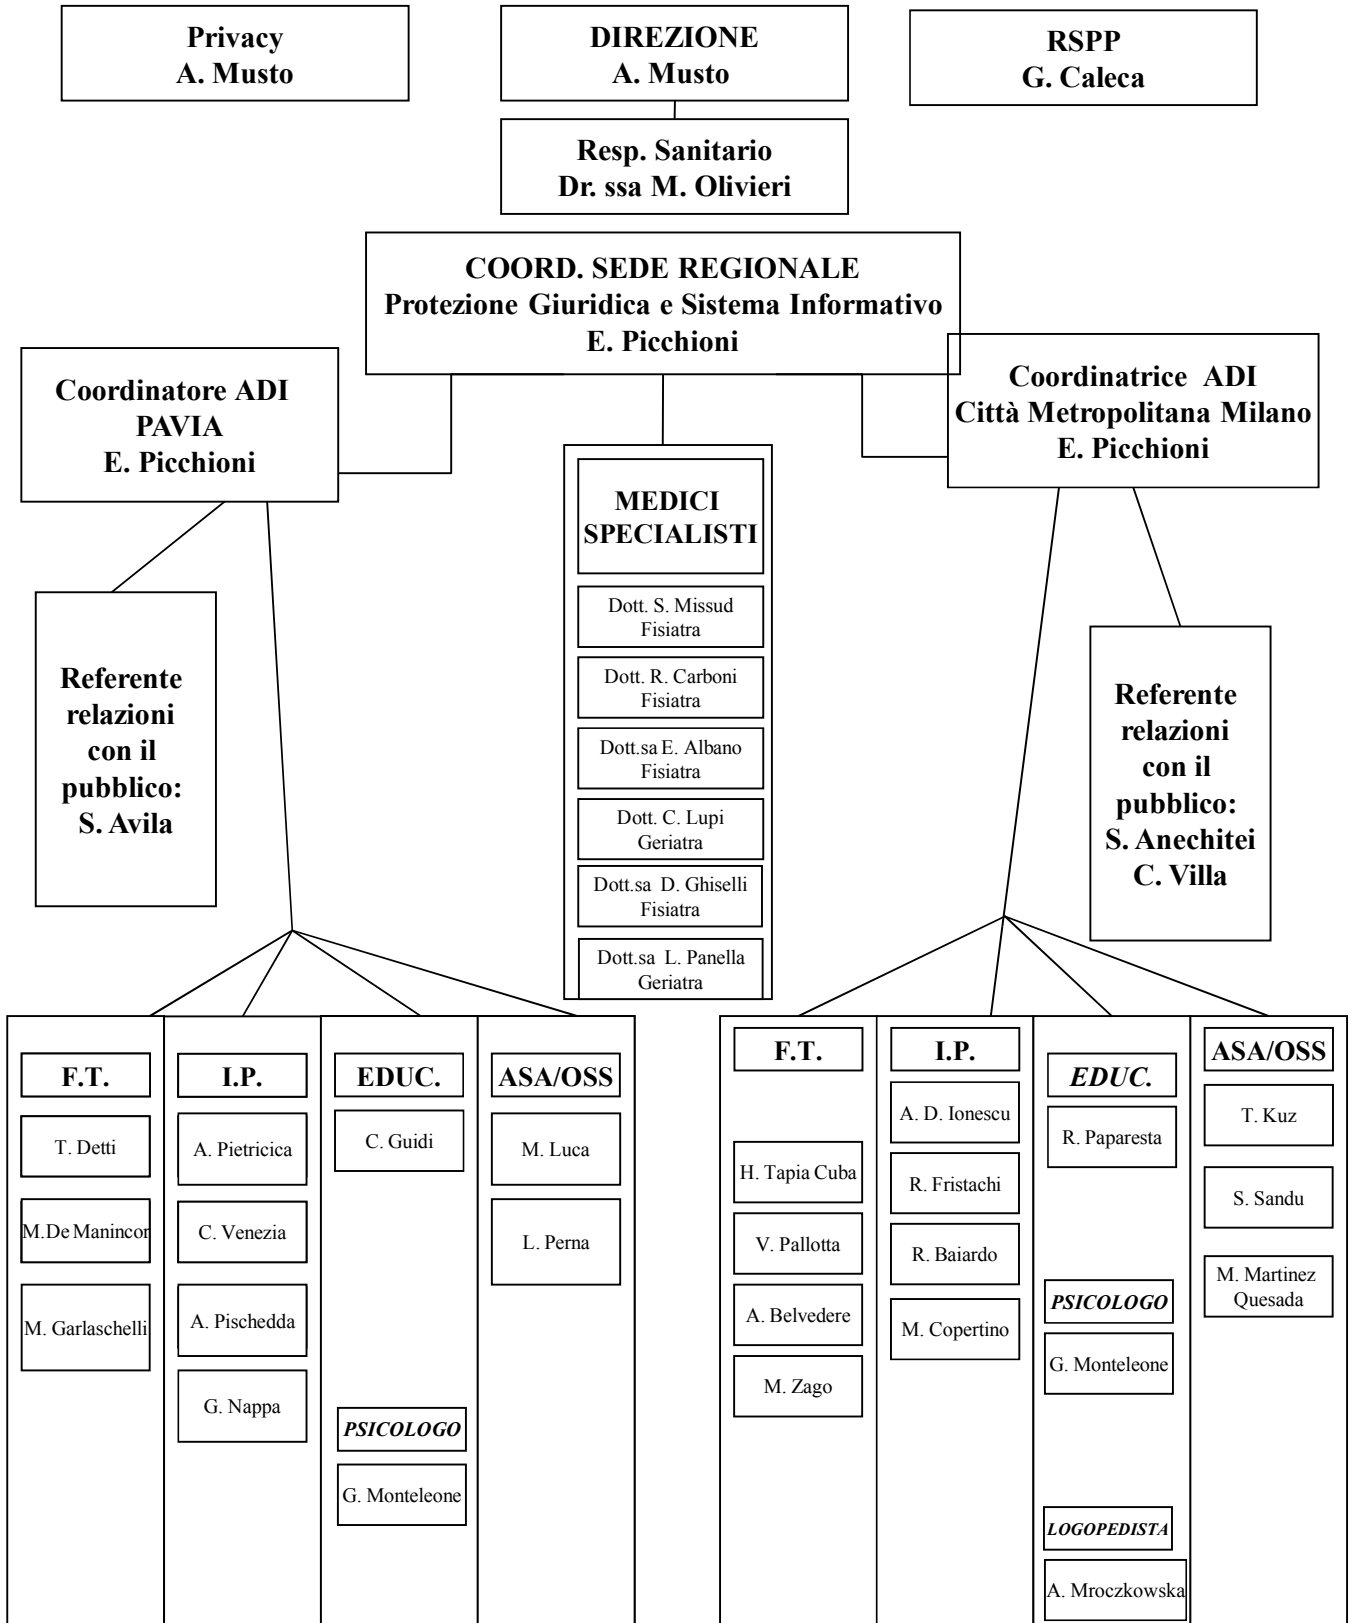 Privacy
A. Musto
DIREZIONE
A. Musto
RSPP
G. Caleca
Resp. Sanitario
Dr. ssa M. Olivieri
COORD. SEDE REGIONALE
Protezione Giuridica e Sistema Informativo
E. Picchioni
Coordinatore ADI
PAVIA
E. Picchioni
Coordinatrice ADI
Città Metropolitana Milano
E. Picchioni
MEDICI
SPECIALISTI
Dott. S. Missud
Fisiatra
Dott. R. Carboni
Fisiatra
Dott.sa E. Albano
Fisiatra
Dott. C. Lupi
Geriatra
Dott.sa D. Ghiselli
Fisiatra
Dott.sa L. Panella
Geriatra
Referente
relazioni
con il
pubblico:
S. Avila
Referente
relazioni
con il
pubblico:
S. Anechitei
C. Villa
F.T.
T. Detti
M.De Manincor
M. Garlaschelli
I.P.
A. Pietricica
C. Venezia
A. Pischedda
G. Nappa
EDUC.
C. Guidi
PSICOLOGO
G. Monteleone
ASA/OSS
M. Luca
L. Perna
F.T.
H. Tapia Cuba
V. Pallotta
A. Belvedere
M. Zago
I.P.
A. D. Ionescu
R. Fristachi
R. Baiardo
M. Copertino
EDUC.
R. Paparesta
PSICOLOGO
G. Monteleone
LOGOPEDISTA
A. Mroczkowska
ASA/OSS
T. Kuz
S. Sandu
M. Martinez
Quesada